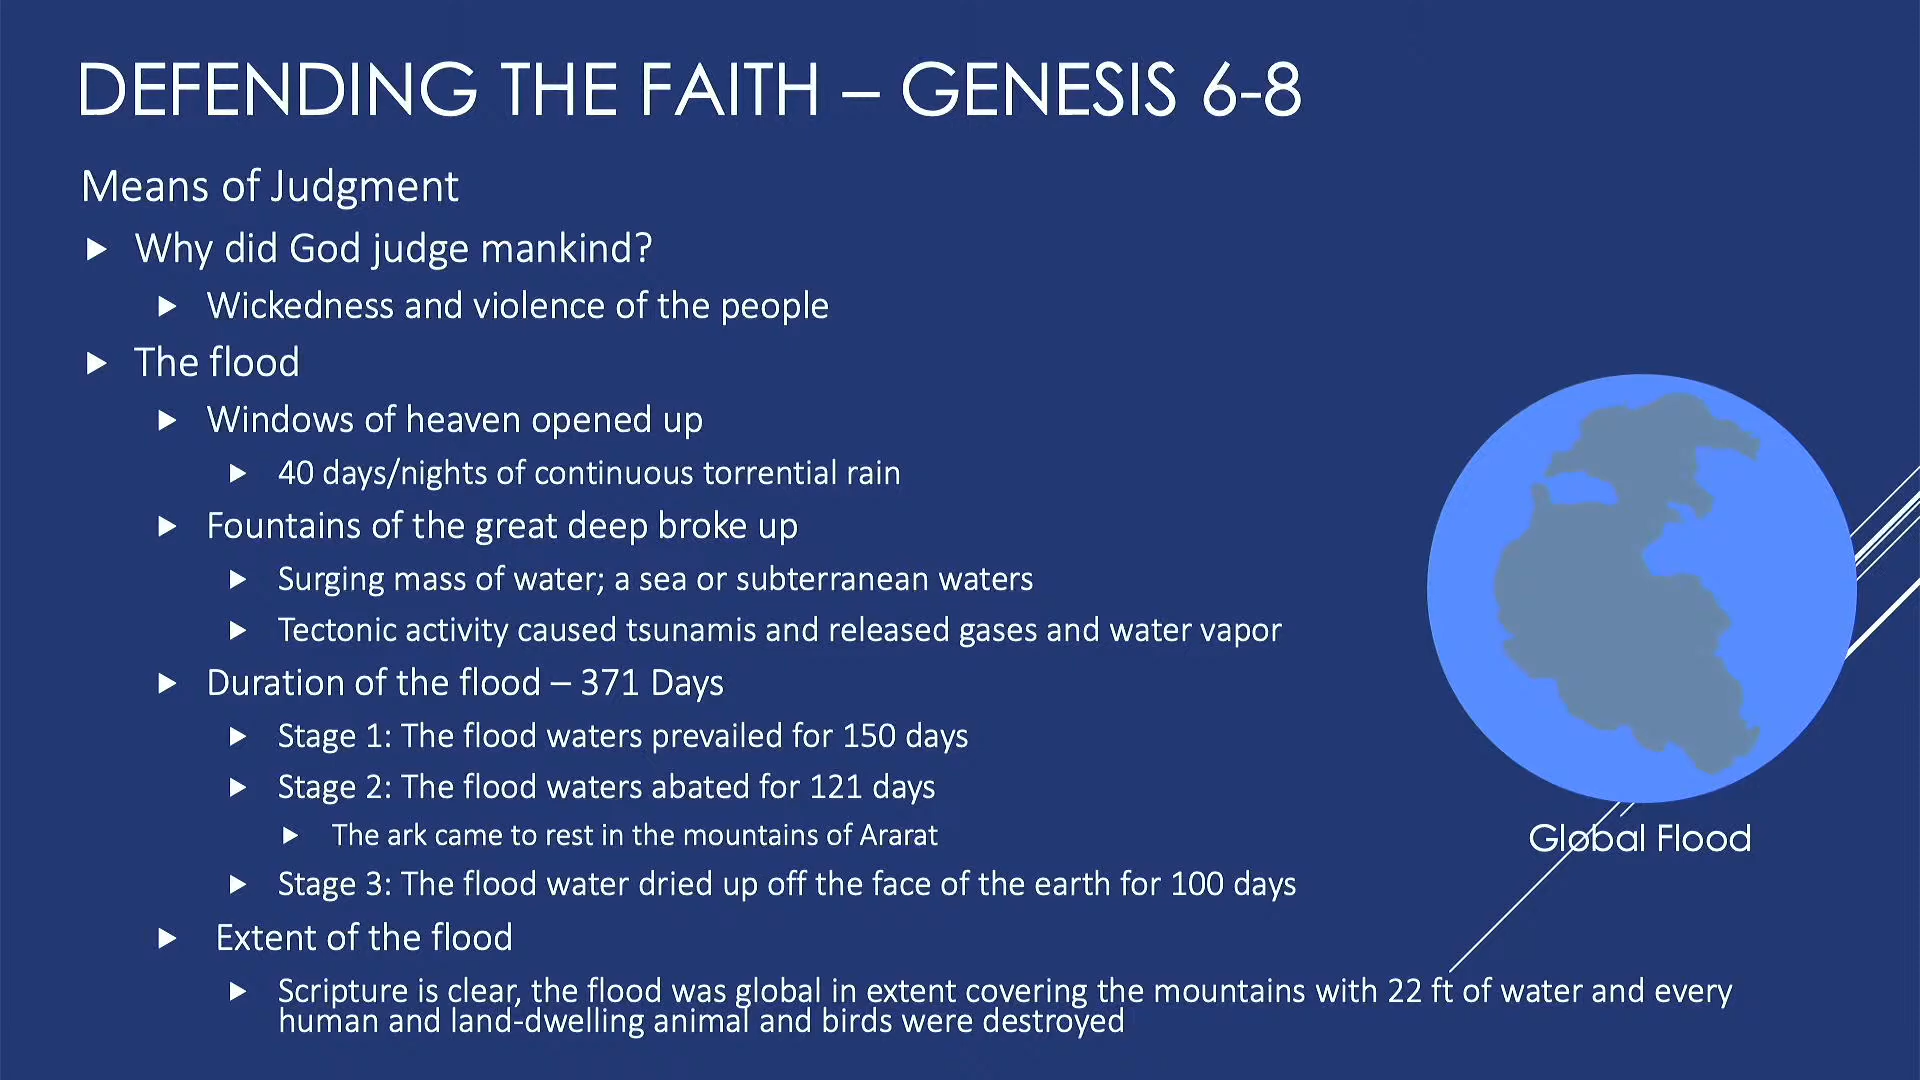 DEFENDING THE FAITH – GENESIS 6-8
Means of Judgment
Why did God judge mankind?
Wickedness and violence of the people
The flood
Windows of heaven opened up
40 days/nights of continuous torrential rain
Fountains of the great deep broke up
Surging mass of water; a sea or subterranean waters
Tectonic activity caused tsunamis and released gases and water vapor
Duration of the flood – 371 Days
Stage 1: The flood waters prevailed for 150 days
Stage 2: The flood waters abated for 121 days
The ark came to rest in the mountains of Ararat
Stage 3: The flood water dried up off the face of the earth for 100 days
Extent of the flood
Scripture is clear, the flood was global in extent covering the mountains with 22 ft of water and every
human and land-dwelling animal and birds were destroyed
Global Flood